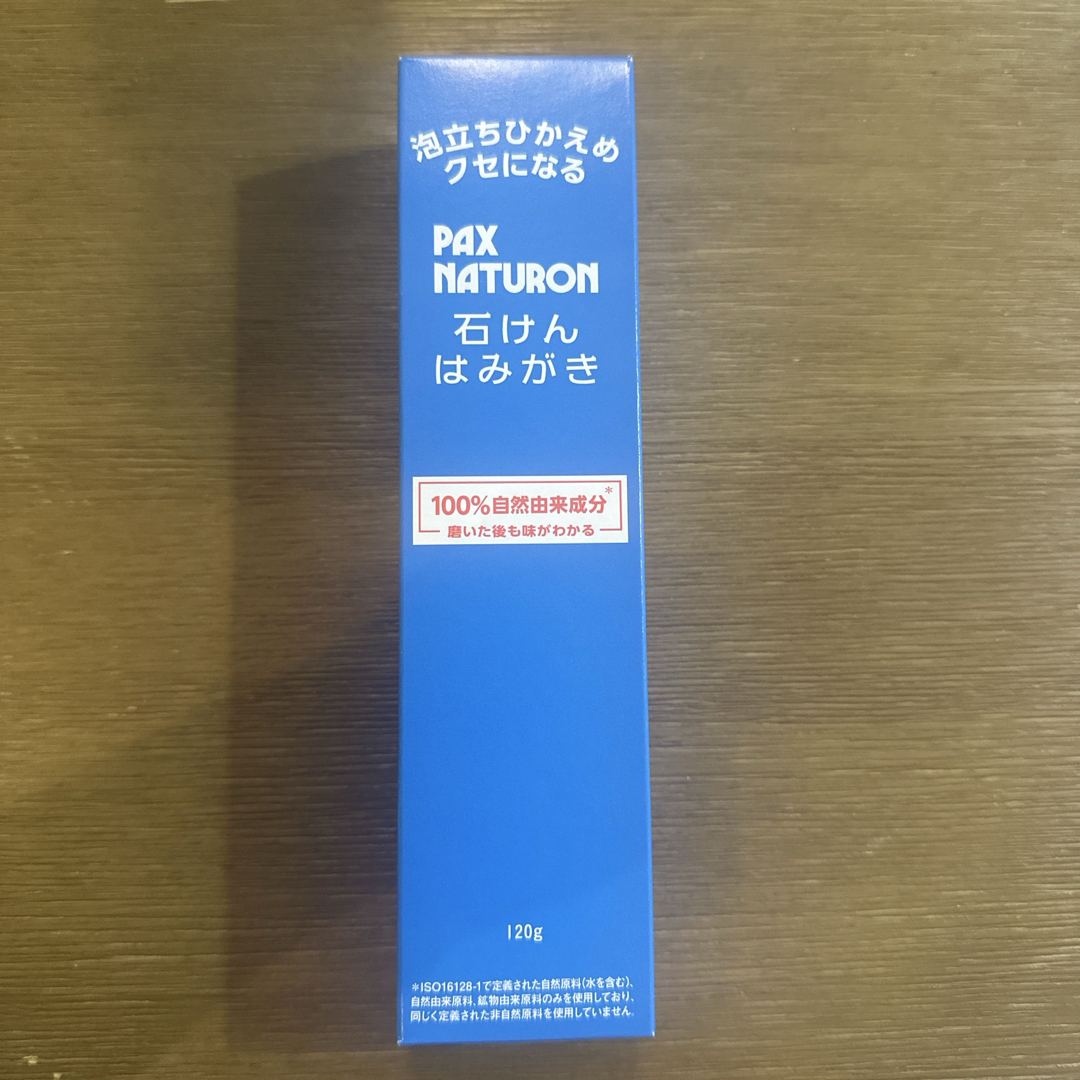 泡立ちひかえめ
クセになる
PAX
NATURON
石けん
はみがき
100%自然由来成分*
磨いた後も味がわかる
120g
*ISO16128-1で定義された自然原料(水を含む)、
自然由来原料、鉱物由来原料のみを使用しており、
同じく定義された非自然原料を使用していません。